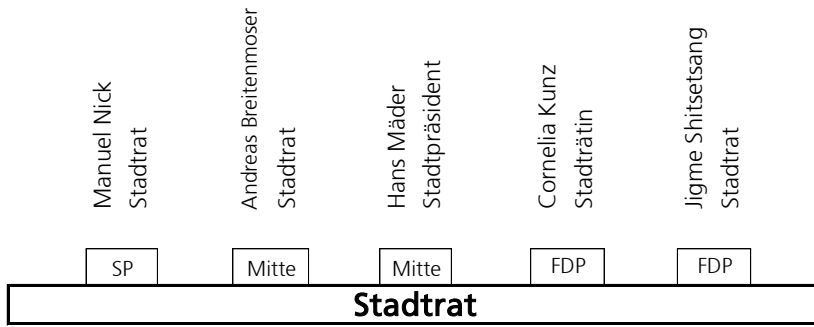 Manuel Nick
Stadtrat
Andreas Breitenmoser
Stadtrat
Hans Mäder
Stadtpräsident
Cornelia Kunz
Stadträtin
Jigme Shitsetsang
Stadtrat
SP
Mitte
Mitte
FDP
FDP
Stadtrat